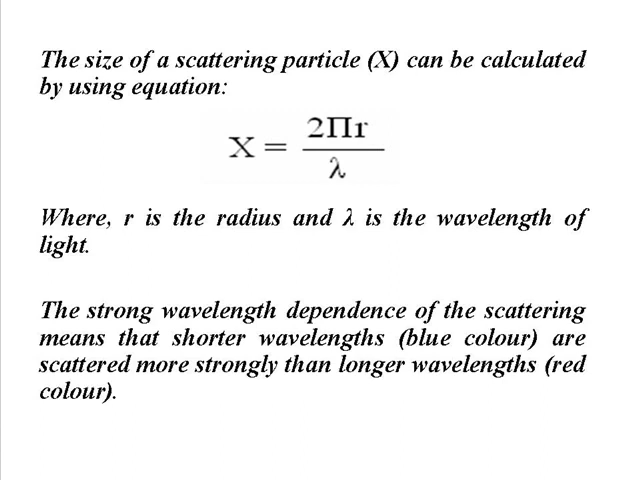 The size of a scattering particle (X) can be calculated
by using equation:
X = 2Πr
λ
Where, r is the radius and λ is the wavelength of
light.
The strong wavelength dependence of the scattering
means that shorter wavelengths (blue colour) are
scattered more strongly than longer wavelengths (red
colour).